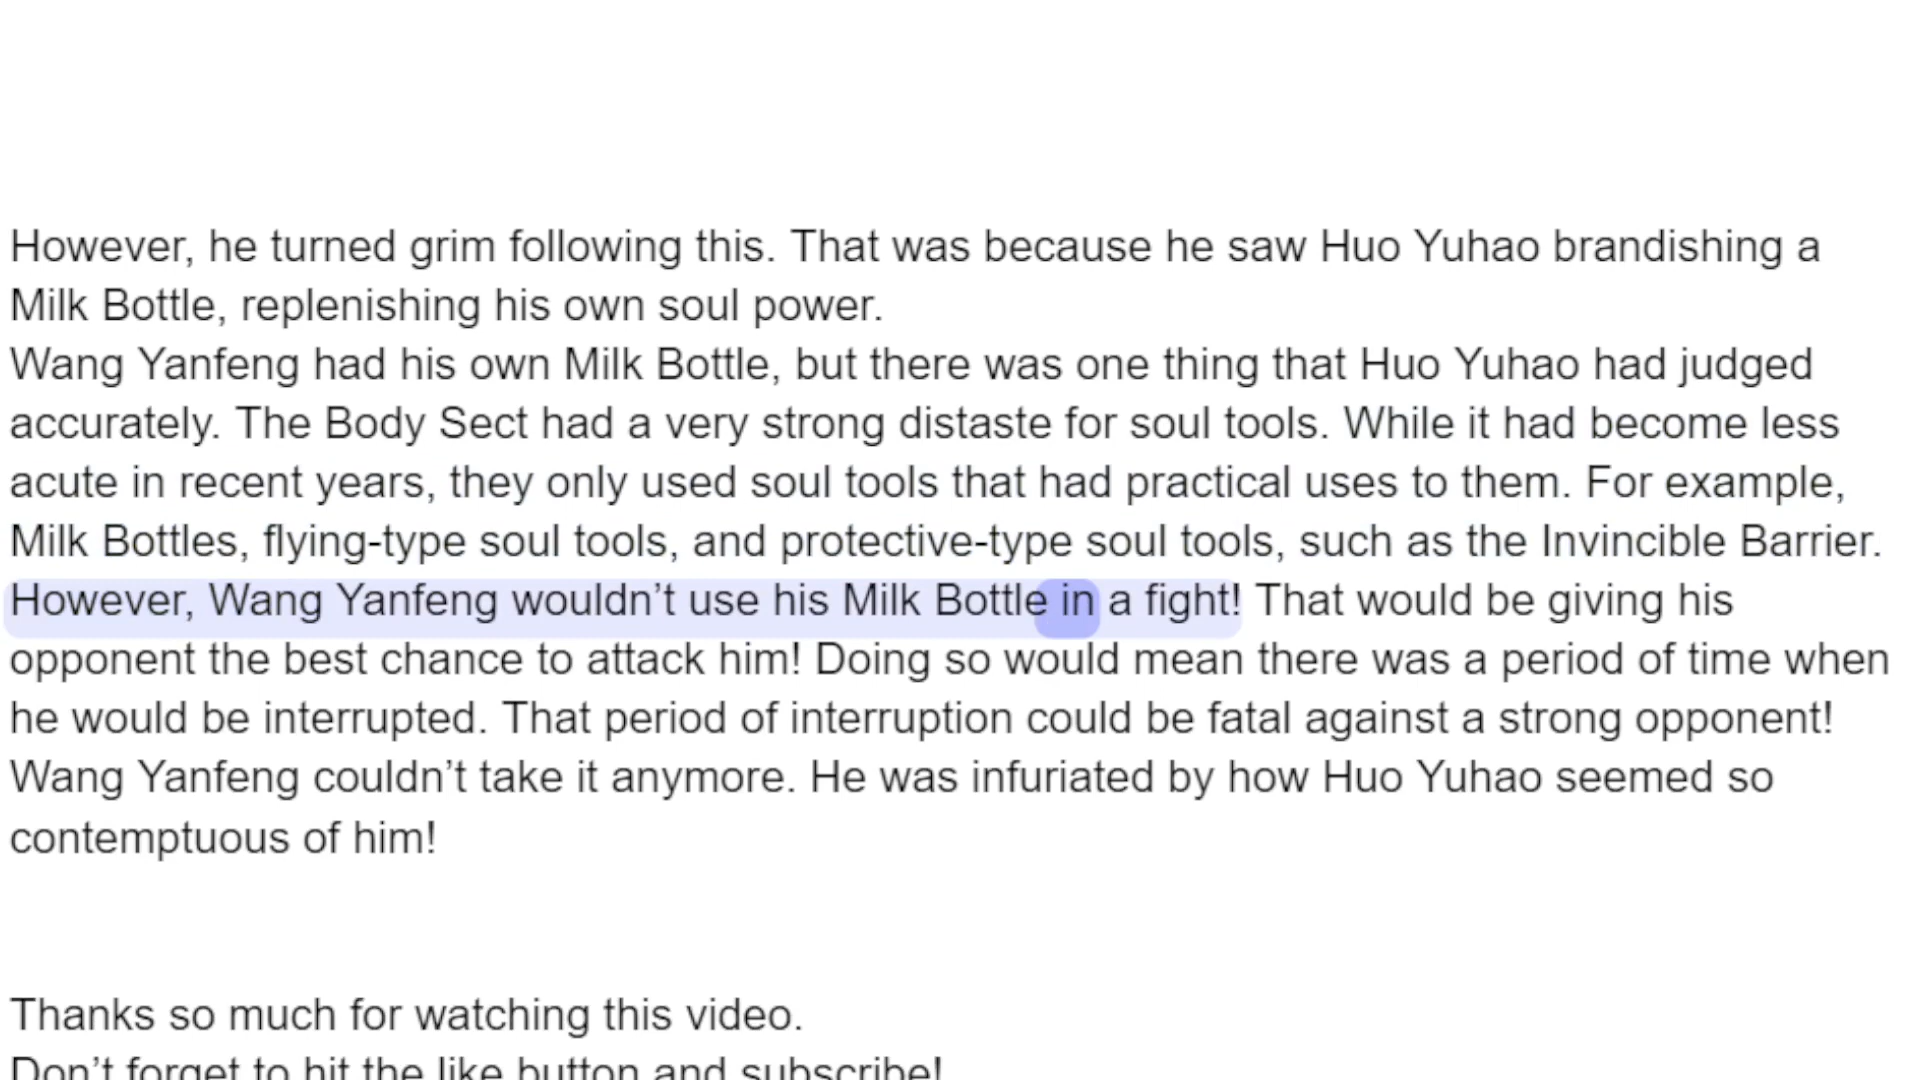 However, he turned grim following this. That was because he saw Huo Yuhao brandishing a
Milk Bottle, replenishing his own soul power.
Wang Yanfeng had his own Milk Bottle, but there was one thing that Huo Yuhao had judged
accurately. The Body Sect had a very strong distaste for soul tools. While it had become less
acute in recent years, they only used soul tools that had practical uses to them. For example,
Milk Bottles, flying-type soul tools, and protective-type soul tools, such as the Invincible Barrier.
However, Wang Yanfeng wouldn’t use his Milk Bottle in a fight! That would be giving his
opponent the best chance to attack him! Doing so would mean there was a period of time when
he would be interrupted. That period of interruption could be fatal against a strong opponent!
Wang Yanfeng couldn’t take it anymore. He was infuriated by how Huo Yuhao seemed so
contemptuous of him!
Thanks so much for watching this video.
Don’t forget to hit the like button and subscribe!